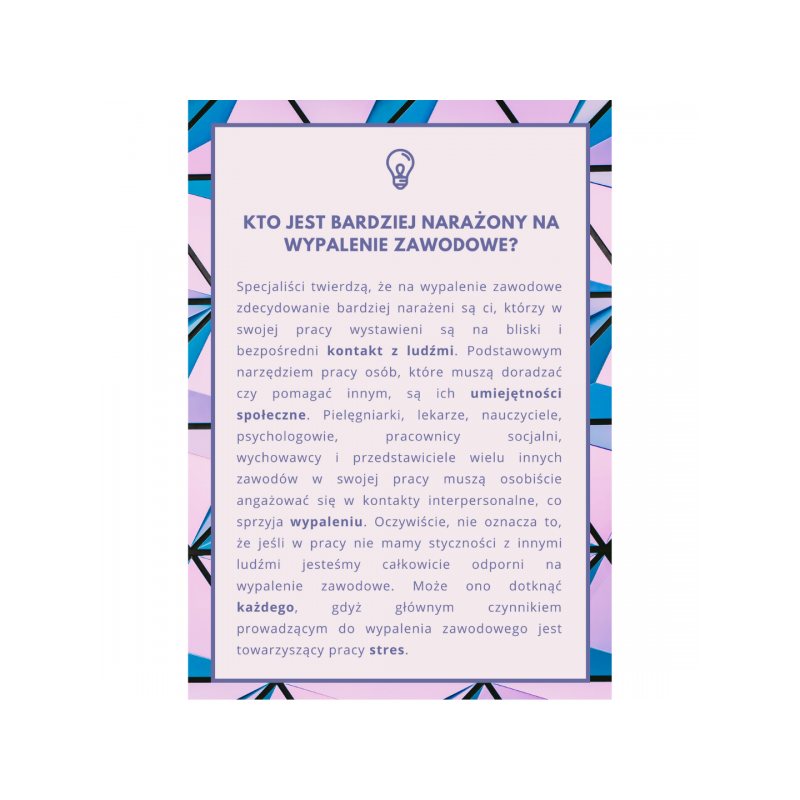 KTO JEST BARDZIEJ NARAŻONY NA
WYPALENIE ZAWODOWE?
Specjaliści twierdzą, że na wypalenie zawodowe
zdecydowanie bardziej narażeni są ci, którzy w
swojej pracy wystawieni są na bliski i
bezpośredni kontakt z ludźmi. Podstawowym
narzędziem pracy osób, które muszą doradzać
czy pomagać innym, są ich umiejętności
społeczne. Pielęgniarki, lekarze, nauczyciele,
psychologowie, pracownicy socjalni,
wychowawcy i przedstawiciele wielu innych
zawodów w swojej pracy muszą osobiście
angażować się w kontakty interpersonalne, co
sprzyja wypaleniu. Oczywiście, nie oznacza to,
że jeśli w pracy nie mamy styczności z innymi
ludźmi jesteśmy całkowicie odporni na
wypalenie zawodowe. Może ono dotknąć
każdego, gdyż głównym czynnikiem
prowadzącym do wypalenia zawodowego jest
towarzyszący pracy stres.